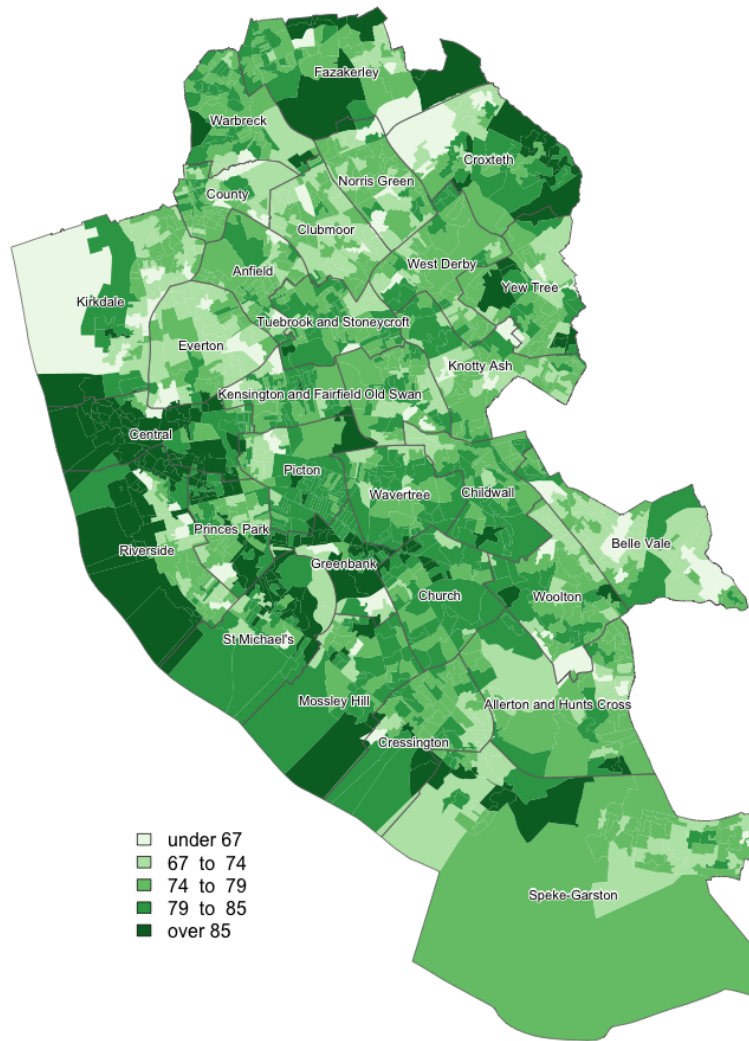 Fazakerley
Warbreck
Croxteth
Norris Green
County
Clubmoor
West Derby
Anfield
Yew Tree
Kirkdale
Tuebrook and Stoneycroft
Everton
Knotty Ash
Kensington and Fairfield Old Swan
Central
Picton
Wavertree
Childwall
Princes Park
Belle Vale
Riverside
Greenbank
Church
Woolton
St Michael's
Mossley Hill
Allerton and Hunts Cross
Cressington
under 67
67 to 74
74 to 79
79 to 85
over 85
Speke-Garston